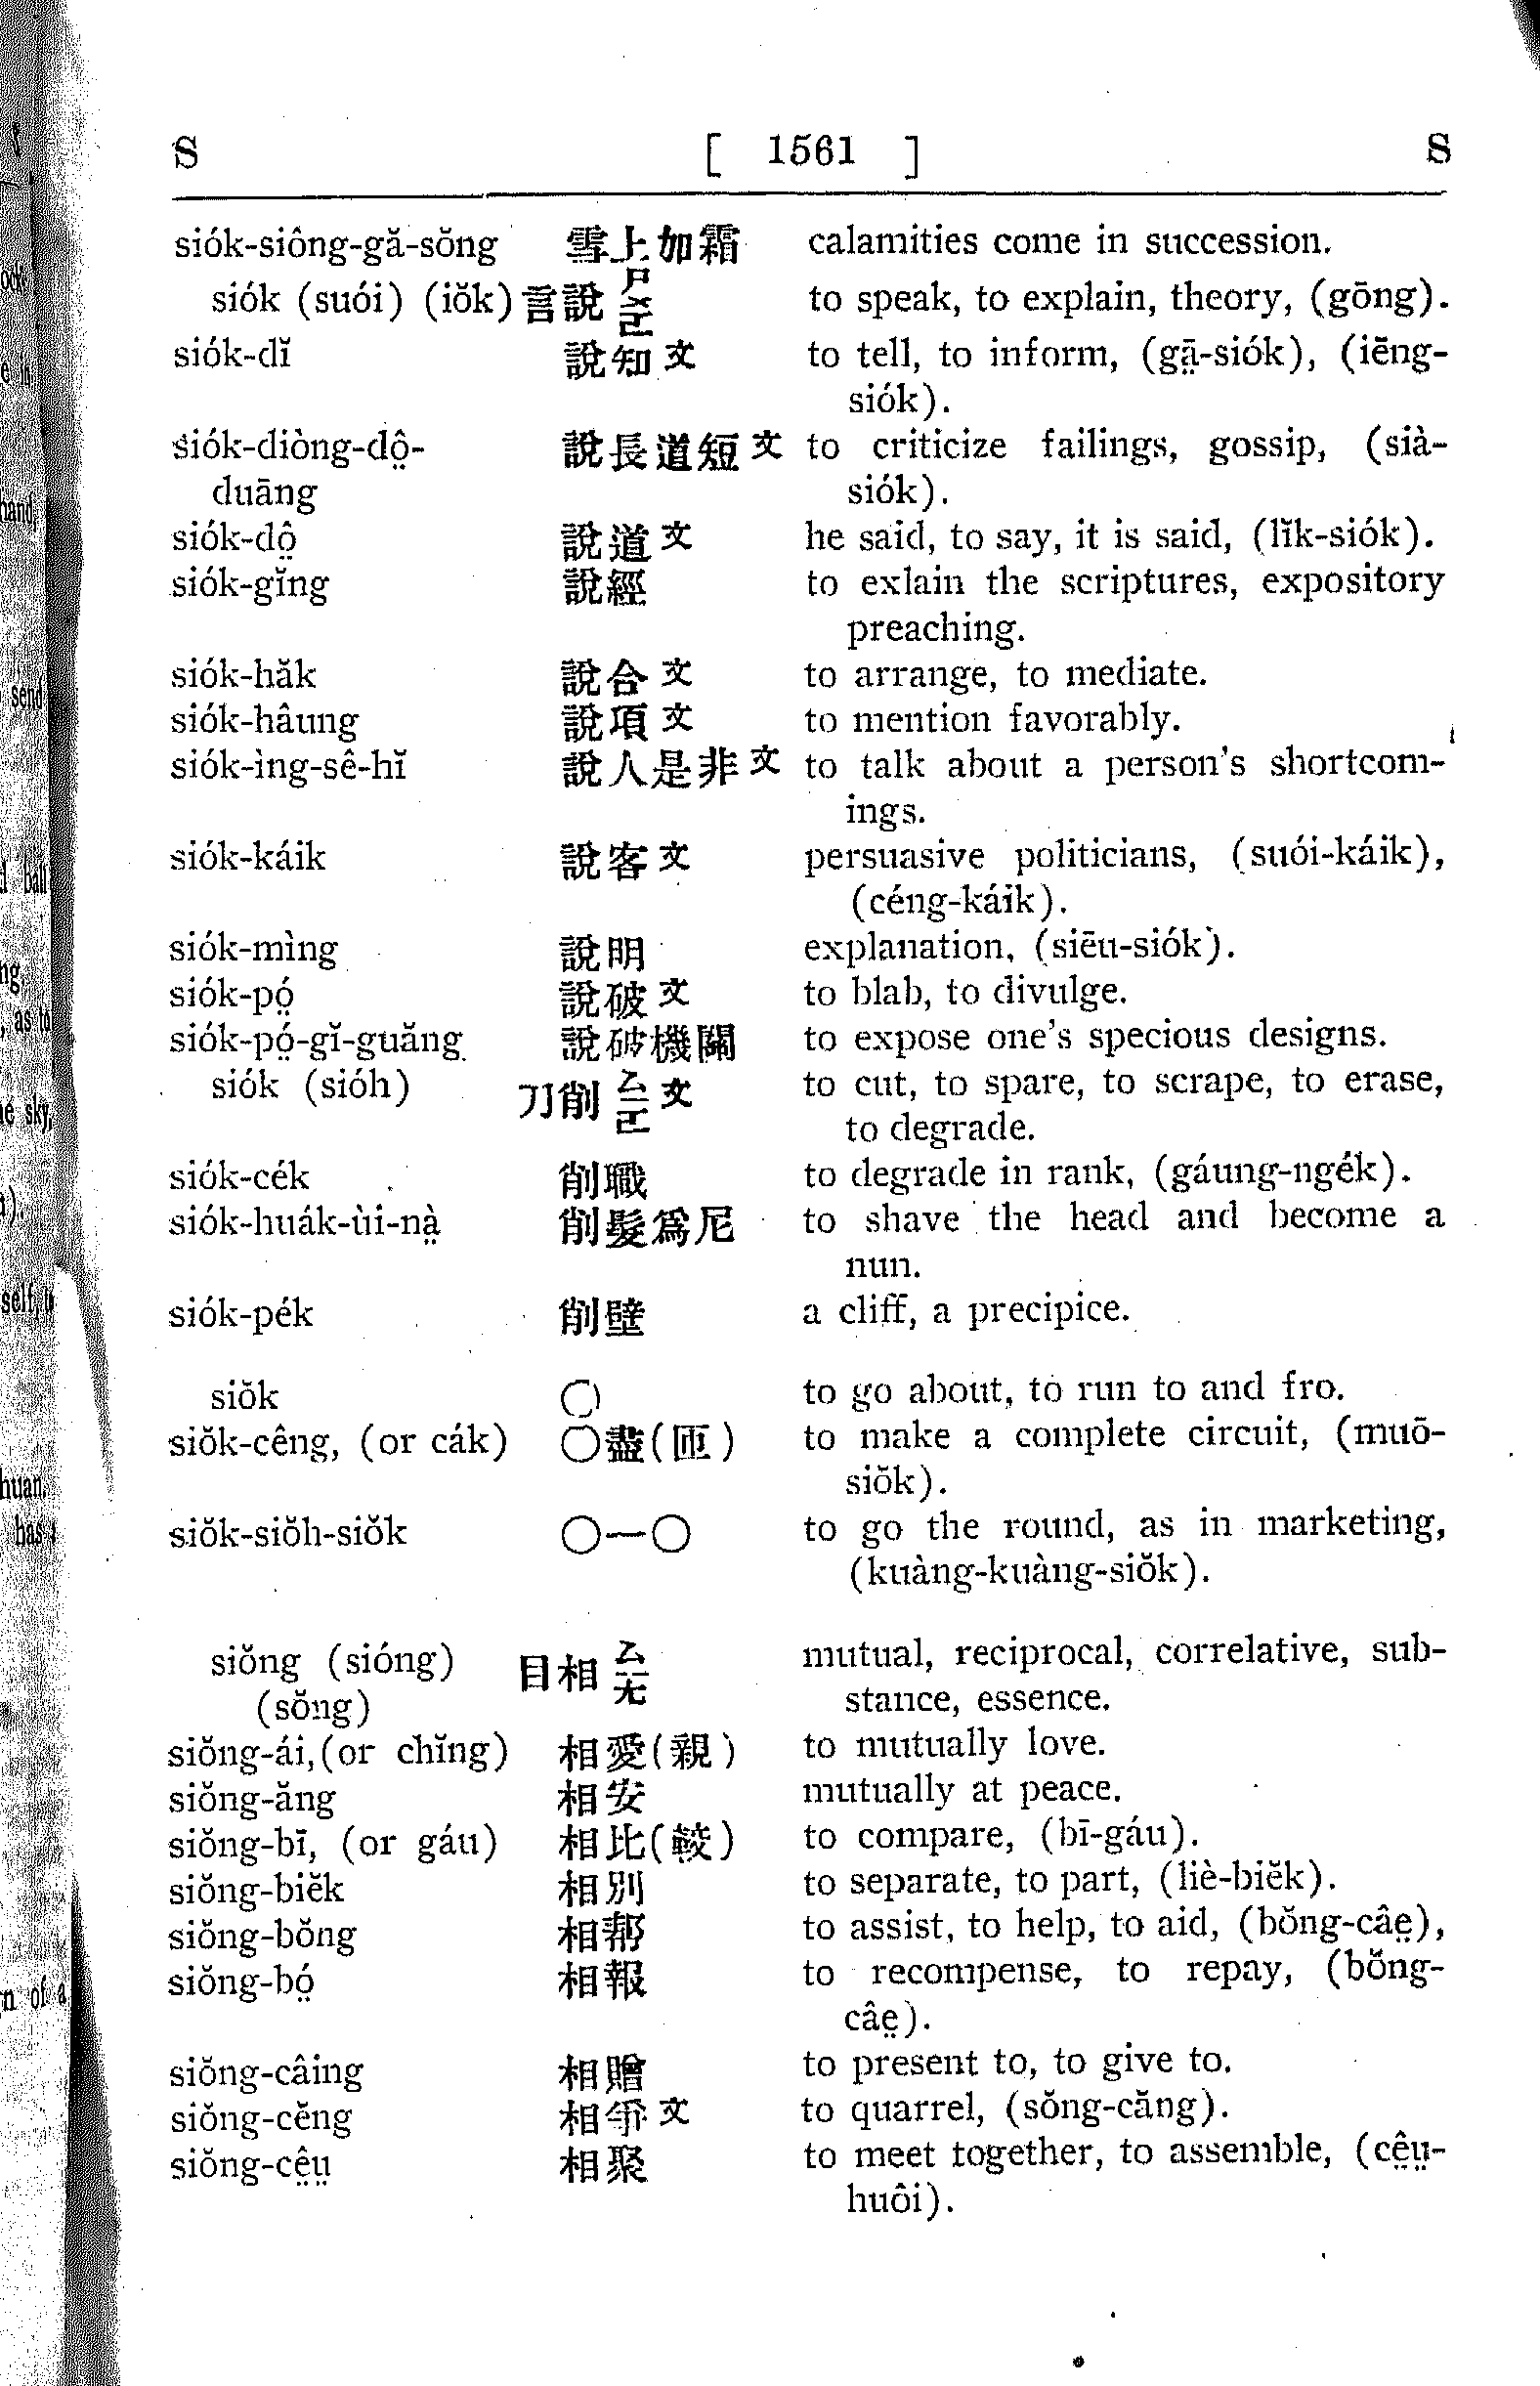 S [ 1561 ] S
siók-siông-gă-sŏng 雪上加霜 calamities come in succession.
siók (suói) (iŏk) 言說 ㄕㄨㄛ to speak, to explain, theory, (gōng).
siók-dĭ 說知文 to tell, to inform, (gā̤-siók), (iēng-
siók).
siók-diòng-dô̤- 說長道短文 to criticize failings, gossip, (sià-
duāng siók).
siók-dô̤ 說道文 he said, to say, it is said, (lĭk-siók).
siók-gĭng 說經 to exlain the scriptures, expository
preaching.
siók-hăk 說合文 to arrange, to mediate.
siók-hâung 說項文 to mention favorably.
siók-ìng-sê-hĭ 說人是非文 to talk about a person's shortcom-
ings.
siók-káik 說客文 persuasive politicians, (suói-káik),
(céng-káik).
siók-mìng 說明 explanation, (siēu-siók).
siók-pó̤ 說破文 to blab, to divulge.
siók-pó̤-gĭ-guăng 說破機關 to expose one's specious designs.
siók (sióh) 刀削 文 to cut, to spare, to scrape, to erase,
to degrade.
siók-cék 削職 to degrade in rank, (gáung-ngék).
siók-huák-ùi-nà̤ 削髮爲尼 to shave the head and become a
nun.
siók-pék 削壁 a cliff, a precipice.
siŏk 〇 to go about, to run to and fro.
siŏk-cêng, (or cák) 〇盡(匝) to make a complete circuit, (muō-
siŏk).
siŏk-siŏh-siŏk 〇一〇 to go the round, as in marketing,
(kuàng-kuàng-siŏk).
siŏng (sióng) 目相 ㄙㄧㄤ mutual, reciprocal, correlative, sub-
(sŏng) stance, essence.
siŏng-ái,(or chĭng) 相愛(親) to mutually love.
siŏng-ăng 相安 mutually at peace.
siŏng-bī, (or gáu) 相比(較) to compare, (bī-gáu).
siŏng-biĕk 相別 to separate, to part, (liè-biĕk).
siŏng-bŏng 相幇 to assist, to help, to aid, (bŏng-câe̤),
siŏng-bó̤ 相報 to recompense, to repay, (bŏng-
câe̤).
siŏng-câing 相贈 to present to, to give to.
siŏng-cĕng 相爭文 to quarrel, (sŏng-căng).
siŏng-cê̤ṳ 相聚 to meet together, to assemble, (cê̤ṳ-
huôi).